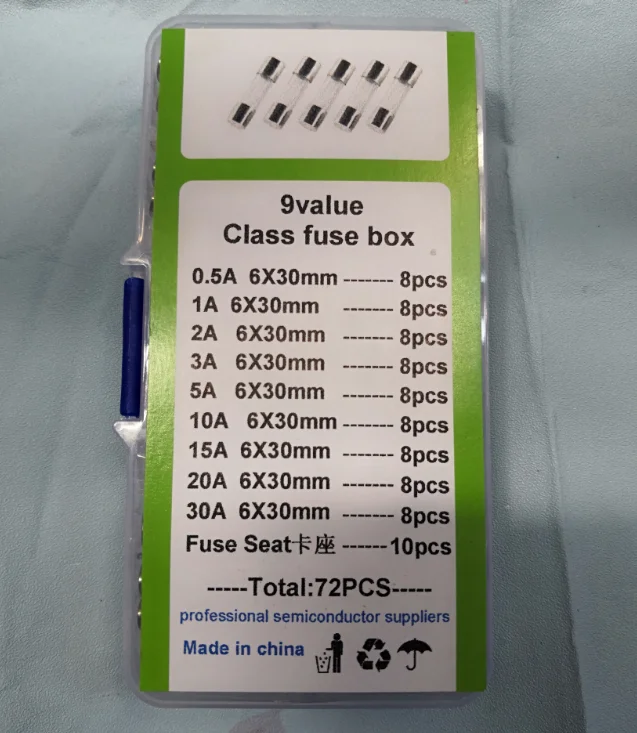 9value
Class fuse box
0.5A 6X30mm ------- 8pcs
1A 6X30mm ------- 8pcs
2A 6X30mm ------- 8pcs
3A 6X30mm ------- 8pcs
5A 6X30mm ------- 8pcs
10A 6X30mm ------- 8pcs
15A 6X30mm ------- 8pcs
20A 6X30mm ------- 8pcs
30A 6X30mm ------- 8pcs
Fuse Seat卡座 ------10pcs
-----Total:72PCS-----
professional semiconductor suppliers
Made in china